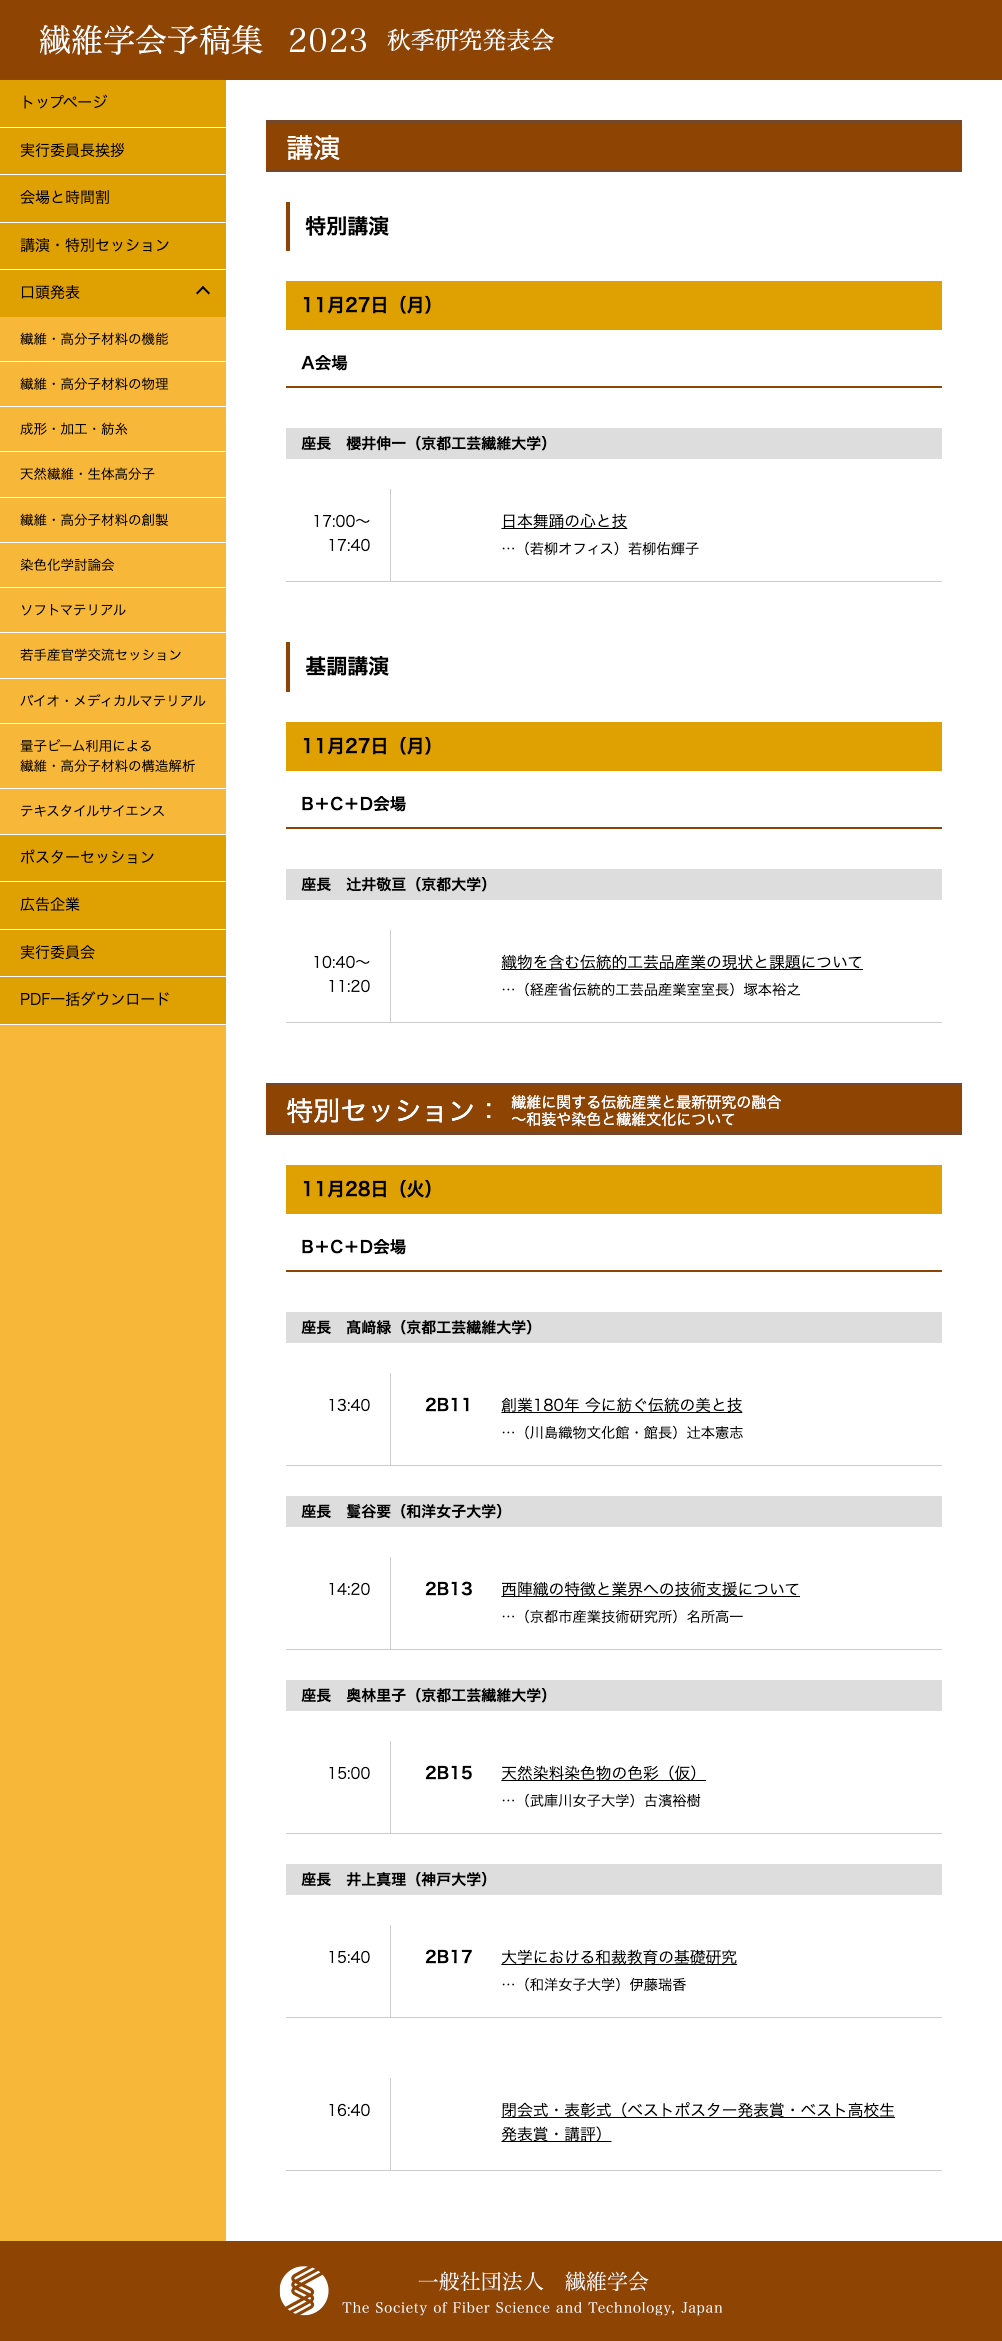 繊維学会予稿集 2023 秋季研究発表会
トップページ
実行委員長挨拶
会場と時間割
講演・特別セッション
口頭発表
繊維・高分子材料の機能
繊維・高分子材料の物理
成形・加工・紡糸
天然繊維・生体高分子
繊維・高分子材料の創製
染色化学討論会
ソフトマテリアル
若手産官学交流セッション
バイオ・メディカルマテリアル
量子ビーム利用による
繊維・高分子材料の構造解析
テキスタイルサイエンス
ポスターセッション
広告企業
実行委員会
PDF一括ダウンロード
講演
特別講演
11月27日（月）
A会場
座長　櫻井伸一（京都工芸繊維大学）
17:00〜
17:40
日本舞踊の心と技
…（若柳オフィス）若柳佑輝子
基調講演
11月27日（月）
B＋C＋D会場
座長　辻井敬亘（京都大学）
10:40〜
11:20
織物を含む伝統的工芸品産業の現状と課題について
…（経産省伝統的工芸品産業室室長）塚本裕之
特別セッション：
繊維に関する伝統産業と最新研究の融合
〜和装や染色と繊維文化について
11月28日（火）
B＋C＋D会場
座長　髙﨑緑（京都工芸繊維大学）
13:40 2B11 創業180年 今に紡ぐ伝統の美と技
…（川島織物文化館・館長）辻本憲志
座長　鬘谷要（和洋女子大学）
14:20 2B13 西陣織の特徴と業界への技術支援について
…（京都市産業技術研究所）名所高一
座長　奥林里子（京都工芸繊維大学）
15:00 2B15 天然染料染色物の色彩（仮）
…（武庫川女子大学）古濱裕樹
座長　井上真理（神戸大学）
15:40 2B17 大学における和裁教育の基礎研究
…（和洋女子大学）伊藤瑞香
16:40 閉会式・表彰式（ベストポスター発表賞・ベスト高校生
発表賞・講評）
一般社団法人　繊維学会
The Society of Fiber Science and Technology, Japan